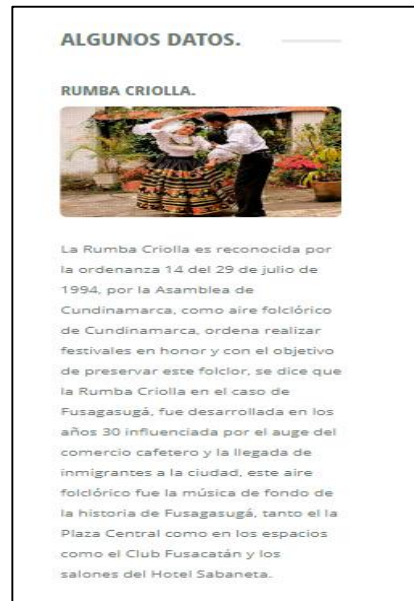 ALGUNOS DATOS.
RUMBA CRIOLLA.
La Rumba Criolla es reconocida por
la ordenanza 14 del 29 de julio de
1994, por la Asamblea de
Cundinamarca, como aire folclórico
de Cundinamarca, ordena realizar
festivales en honor y con el objetivo
de preservar este folclor, se dice que
la Rumba Criolla en el caso de
Fusagasugá, fue desarrollada en los
años 30 influenciada por el auge del
comercio cafetero y la llegada de
inmigrantes a la ciudad, este aire
folclórico fue la música de fondo de
la historia de Fusagasugá, tanto el la
Plaza Central como en los espacios
como el Club Fusacatán y los
salones del Hotel Sabaneta.